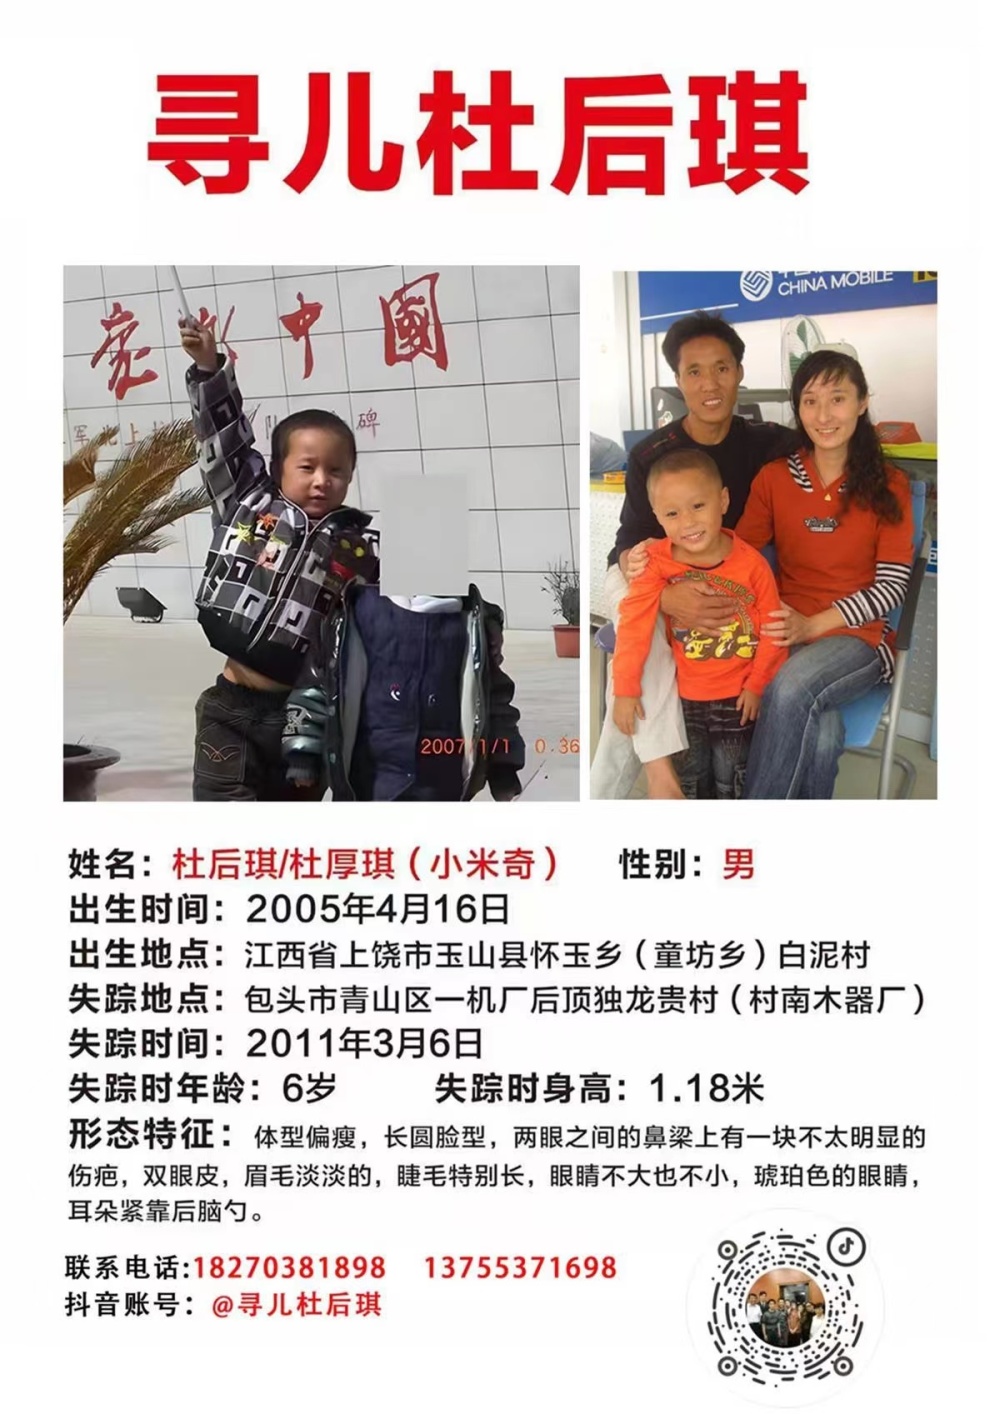 寻儿杜后琪
CHINA MOBILE
中國
碑
2007/1/1 0:36
姓名：杜后琪/杜厚琪（小米奇） 性别：男
出生时间：2005年4月16日
出生地点：江西省上饶市玉山县怀玉乡（童坊乡）白泥村
失踪地点：包头市青山区一机厂后顶独龙贵村（村南木器厂）
失踪时间：2011年3月6日
失踪时年龄：6岁 失踪时身高：1.18米
形态特征：体型偏瘦，长圆脸型，两眼之间的鼻梁上有一块不太明显的
伤疤，双眼皮，眉毛淡淡的，睫毛特别长，眼睛不大也不小，琥珀色的眼睛，
耳朵紧靠后脑勺。
联系电话:18270381898 13755371698
抖音账号：@寻儿杜后琪